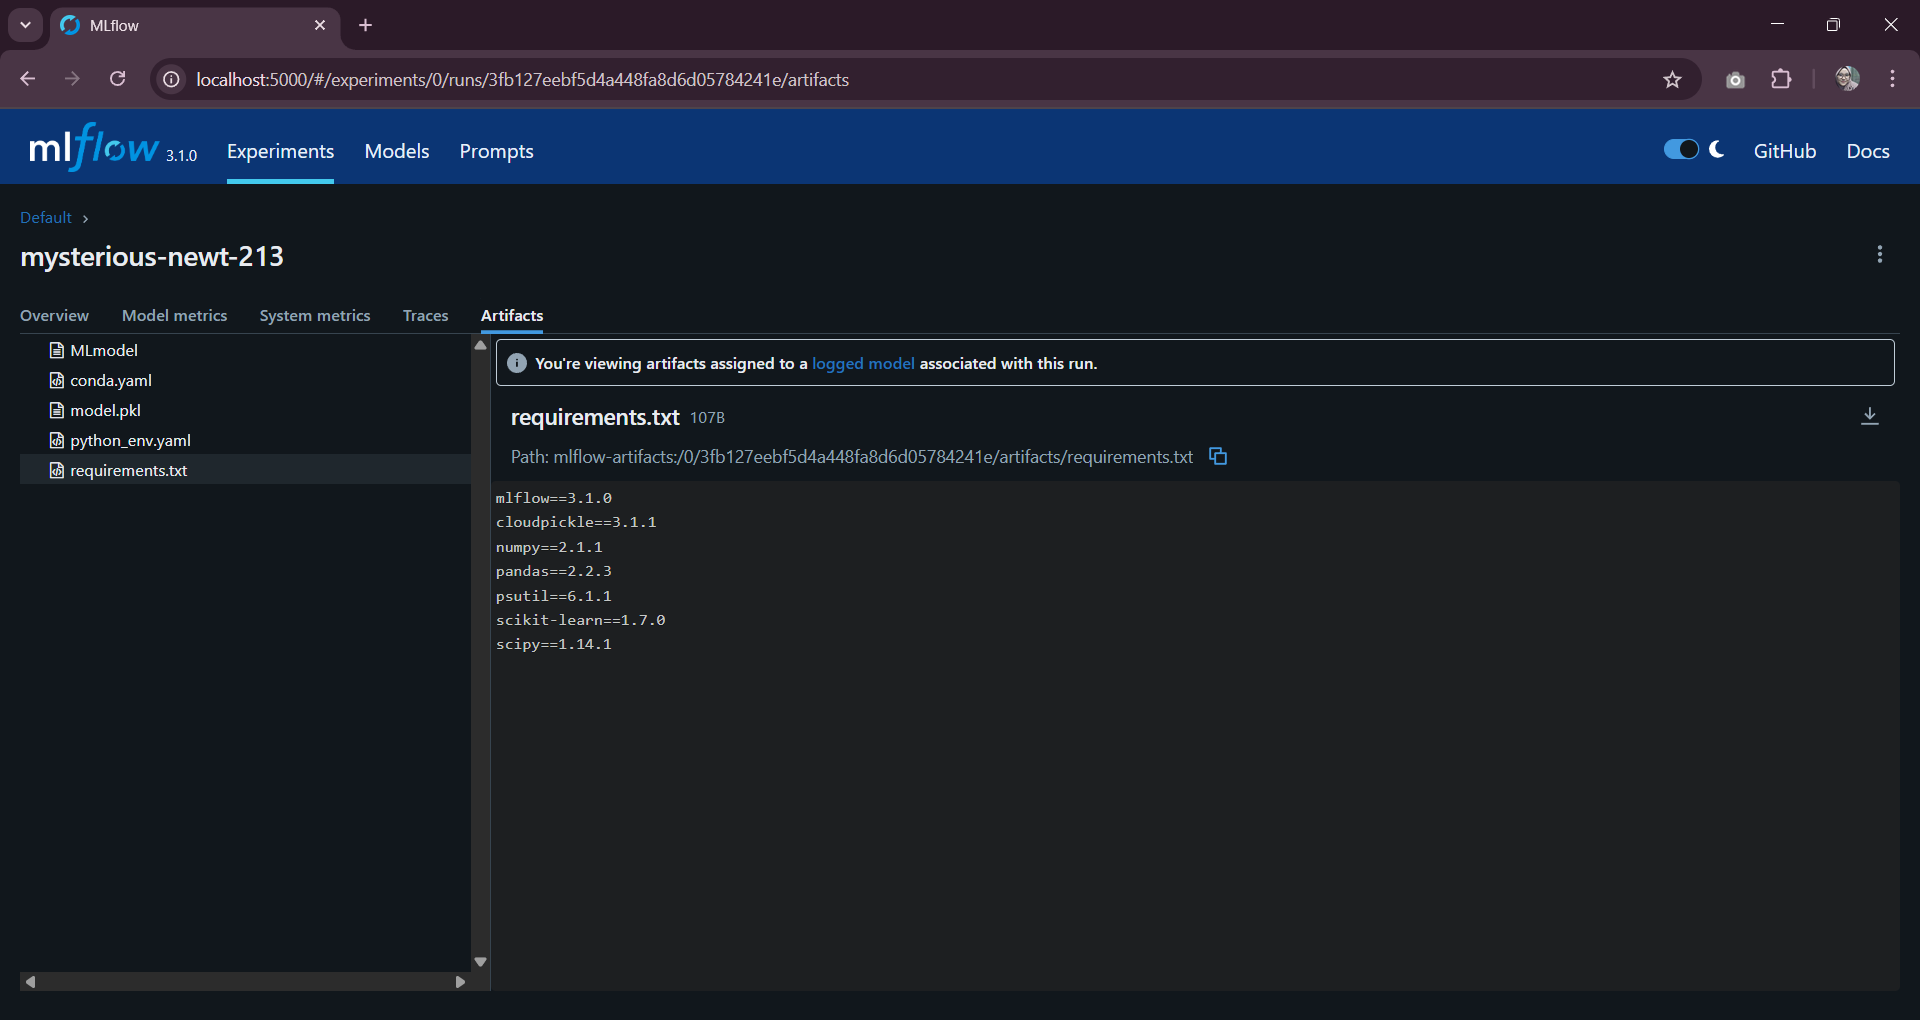 MLflow
localhost:5000/#/experiments/0/runs/3fb127eebf5d4a448fa8d6d05784241e/artifacts
mlflow 3.1.0 Experiments Models Prompts GitHub Docs
Default
mysterious-newt-213
Overview Model metrics System metrics Traces Artifacts
MLmodel
conda.yaml
model.pkl
python_env.yaml
requirements.txt
You're viewing artifacts assigned to a logged model associated with this run.
requirements.txt 107B
Path: mlflow-artifacts:/0/3fb127eebf5d4a448fa8d6d05784241e/artifacts/requirements.txt
mlflow==3.1.0
cloudpickle==3.1.1
numpy==2.1.1
pandas==2.2.3
psutil==6.1.1
scikit-learn==1.7.0
scipy==1.14.1